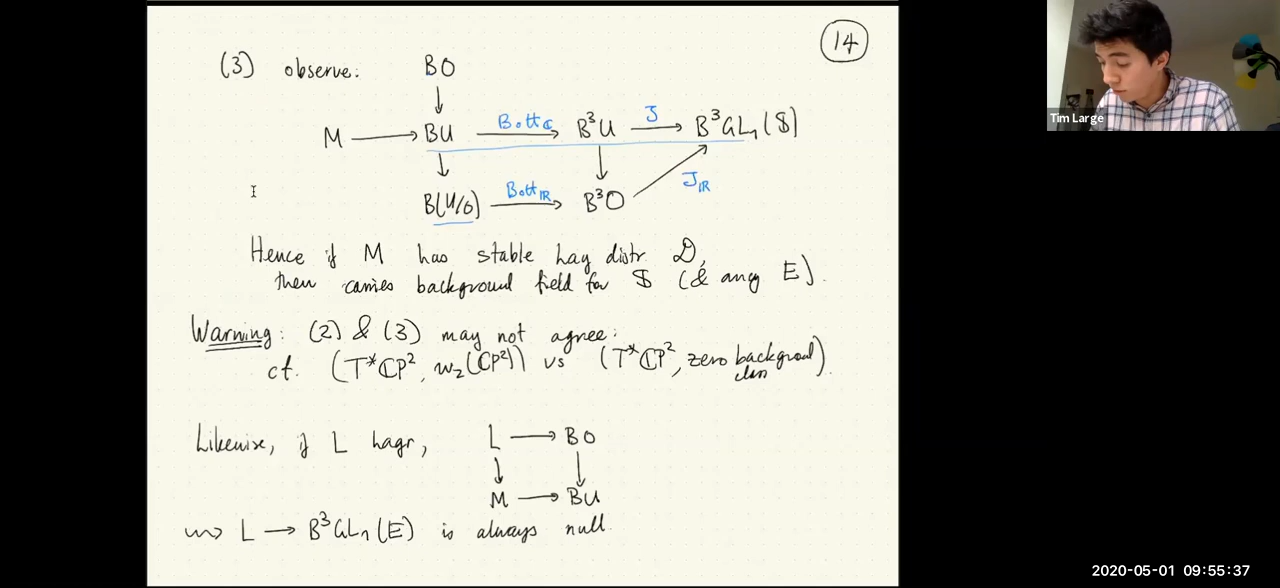 14
(3) observe: BO
↓
M → BU —Bott_ℂ→ B³U —J→ B³GL₁(𝕊)
↓ ↓ ↗ J_ℝ
B(U/O) —Bott_ℝ→ B³O
Hence if M has stable lag distr. 𝒟,
then carries background field for 𝕊 (& any E).
Warning: (2) & (3) may not agree:
cf. (T*ℂP², w₂(ℂP²)) vs (T*ℂP², zero background
class).
Likewise, if L lagr, L → BO
↓ ↓
M → BU
⇝ L → B³GL₁(E) is always null.
Tim Large
2020-05-01 09:55:37